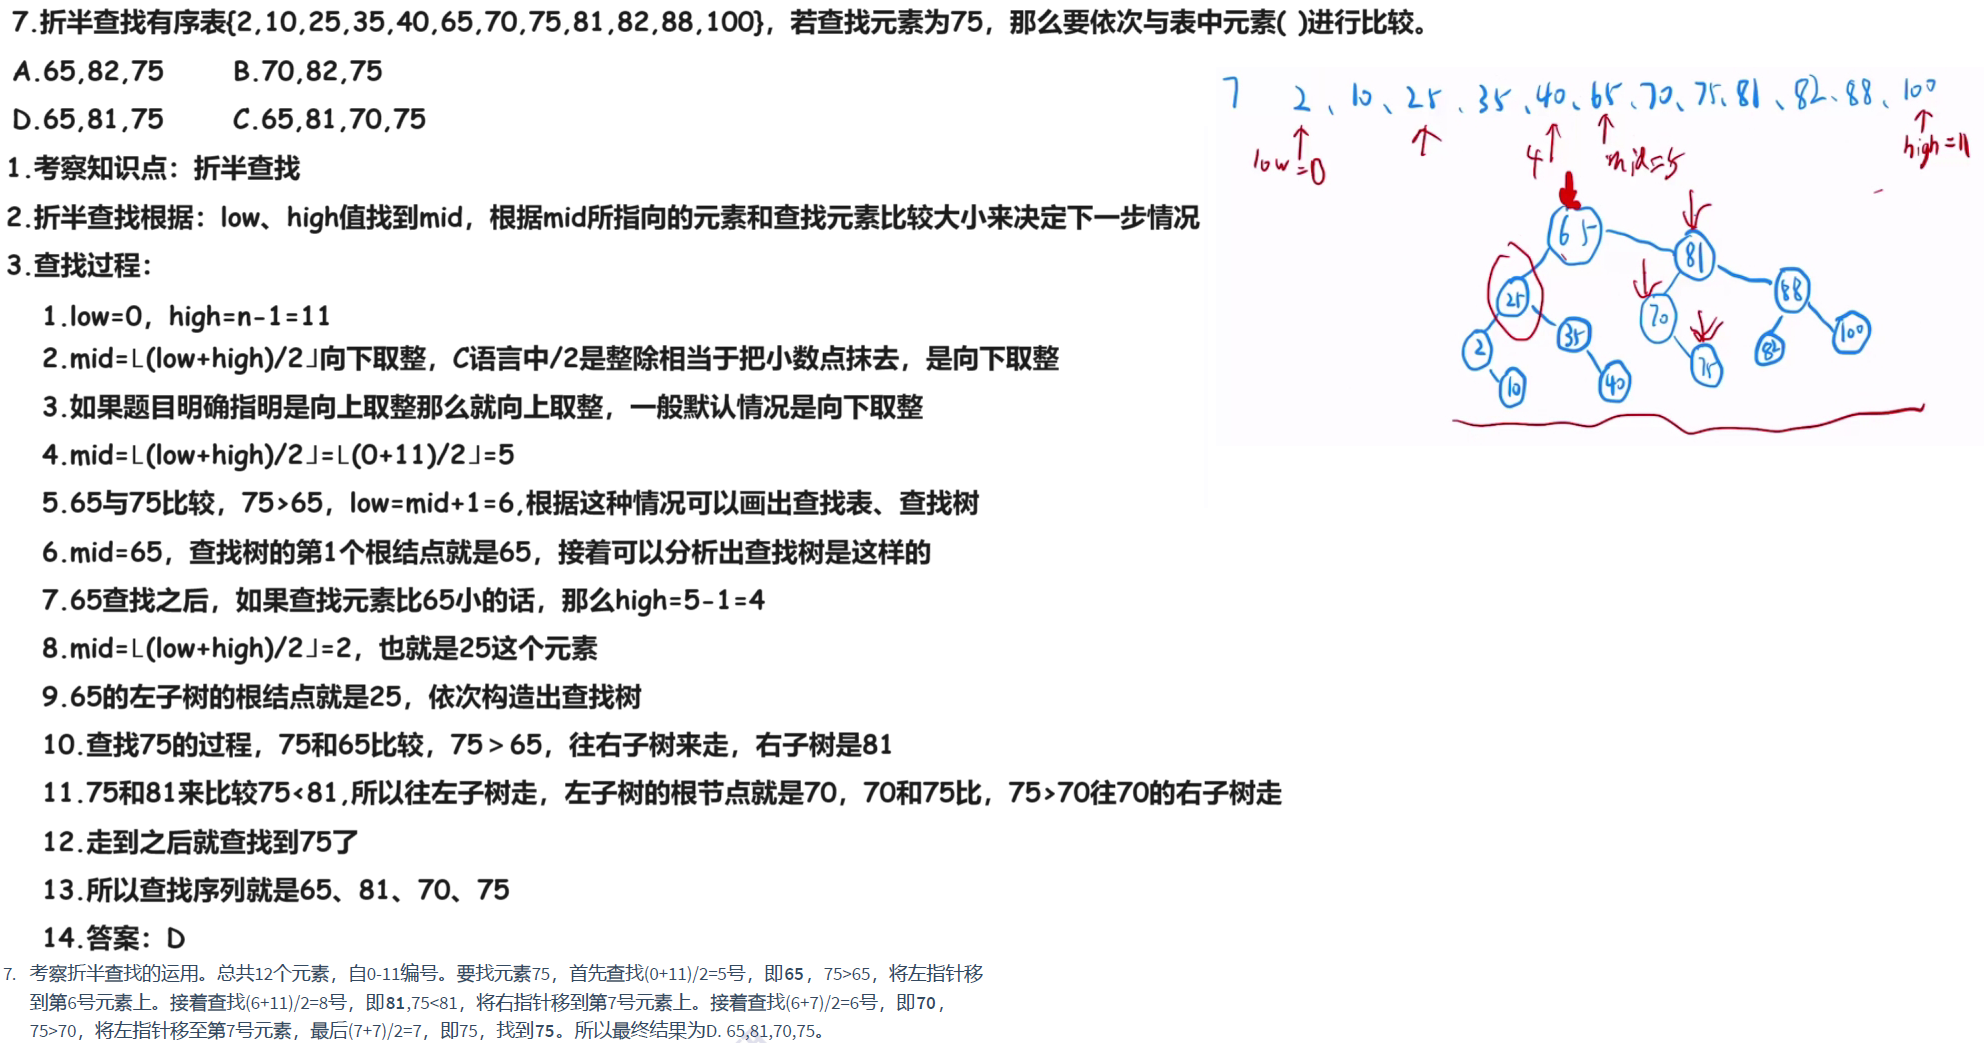 7.折半查找有序表{2,10,25,35,40,65,70,75,81,82,88,100}，若查找元素为75，那么要依次与表中元素( )进行比较。
A.65,82,75 B.70,82,75
D.65,81,75 C.65,81,70,75
1.考察知识点：折半查找
2.折半查找根据：low、high值找到mid，根据mid所指向的元素和查找元素比较大小来决定下一步情况
3.查找过程：
1.low=0，high=n-1=11
2.mid=⌊(low+high)/2⌋向下取整，C语言中/2是整除相当于把小数点抹去，是向下取整
3.如果题目明确指明是向上取整那么就向上取整，一般默认情况是向下取整
4.mid=⌊(low+high)/2⌋=⌊(0+11)/2⌋=5
5.65与75比较，75>65，low=mid+1=6,根据这种情况可以画出查找表、查找树
6.mid=65，查找树的第1个根结点就是65，接着可以分析出查找树是这样的
7.65查找之后，如果查找元素比65小的话，那么high=5-1=4
8.mid=⌊(low+high)/2⌋=2，也就是25这个元素
9.65的左子树的根结点就是25，依次构造出查找树
10.查找75的过程，75和65比较，75＞65，往右子树来走，右子树是81
11.75和81来比较75<81,所以往左子树走，左子树的根节点就是70，70和75比，75>70往70的右子树走
12.走到之后就查找到75了
13.所以查找序列就是65、81、70、75
14.答案：D
7. 考察折半查找的运用。总共12个元素，自0-11编号。要找元素75，首先查找(0+11)/2=5号，即65，75>65，将左指针移
到第6号元素上。接着查找(6+11)/2=8号，即81,75<81，将右指针移到第7号元素上。接着查找(6+7)/2=6号，即70，
75>70，将左指针移至第7号元素，最后(7+7)/2=7，即75，找到75。所以最终结果为D. 65,81,70,75。
7 2、10、25、35、40、65、70、75、81、82、88、100
low=0 4 mid=5 high=11
65
81
25 70 88
2 35 75 82 100
10 40